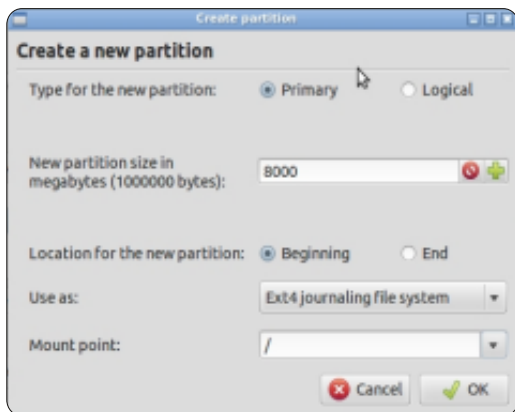 Create partition
Create a new partition
Type for the new partition: Primary Logical
New partition size in
megabytes (1000000 bytes): 8000
Location for the new partition: Beginning End
Use as: Ext4 journaling file system
Mount point: /
Cancel OK